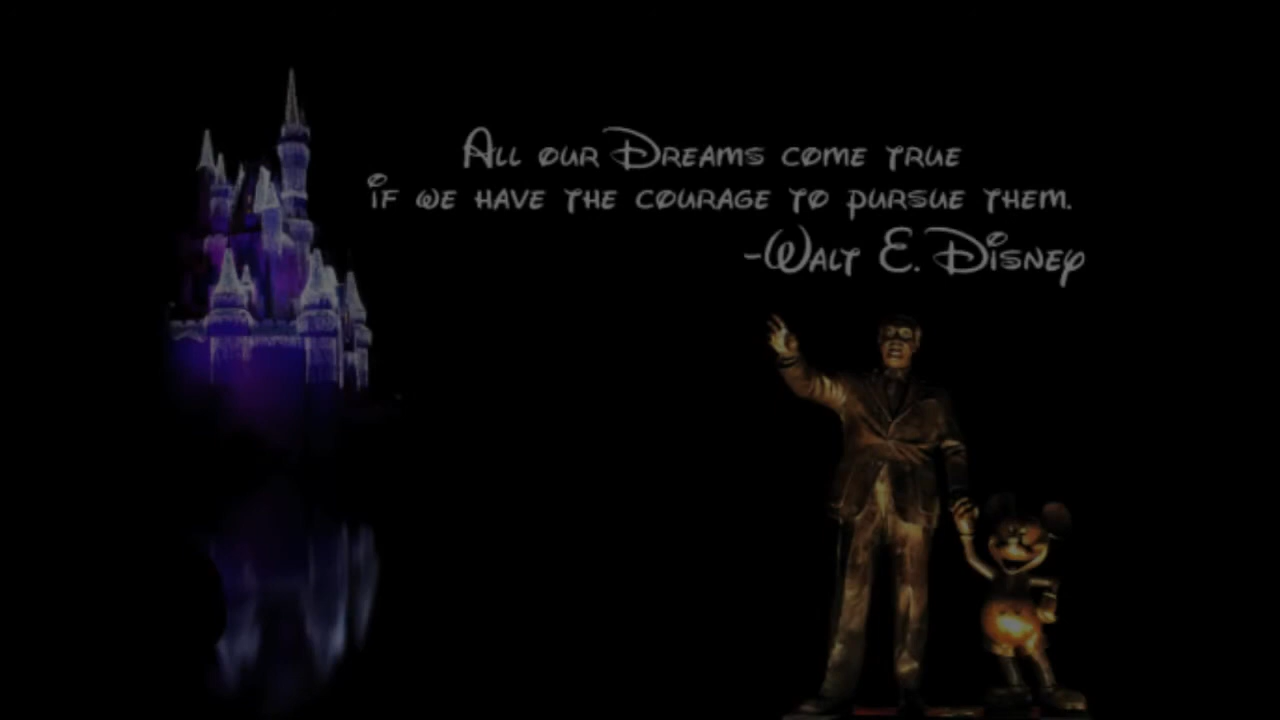 All our Dreams come true
if we have the courage to pursue them.
-Walt E. Disney